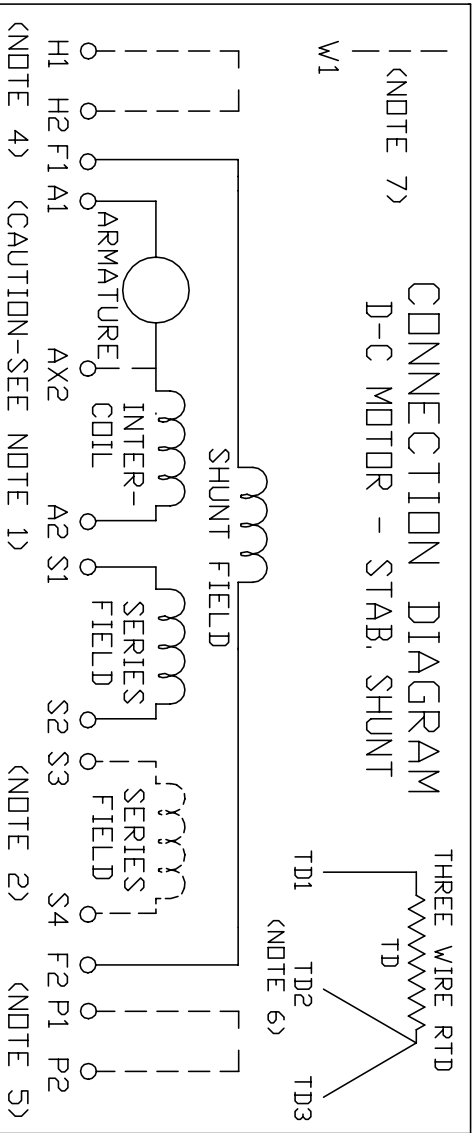 CONNECTION DIAGRAM
D-C MOTOR - STAB. SHUNT
(NOTE 7)
W1
THREE WIRE RTD
TD
TD1 TD2 TD3
(NOTE 6)
SHUNT FIELD
ARMATURE
INTER-
COIL
SERIES
FIELD
SERIES
FIELD
H1 H2 F1 A1 AX2 A2 S1 S2 S3 S4 F2 P1 P2
(NOTE 4) (CAUTION-SEE NOTE 1) (NOTE 2) (NOTE 5)